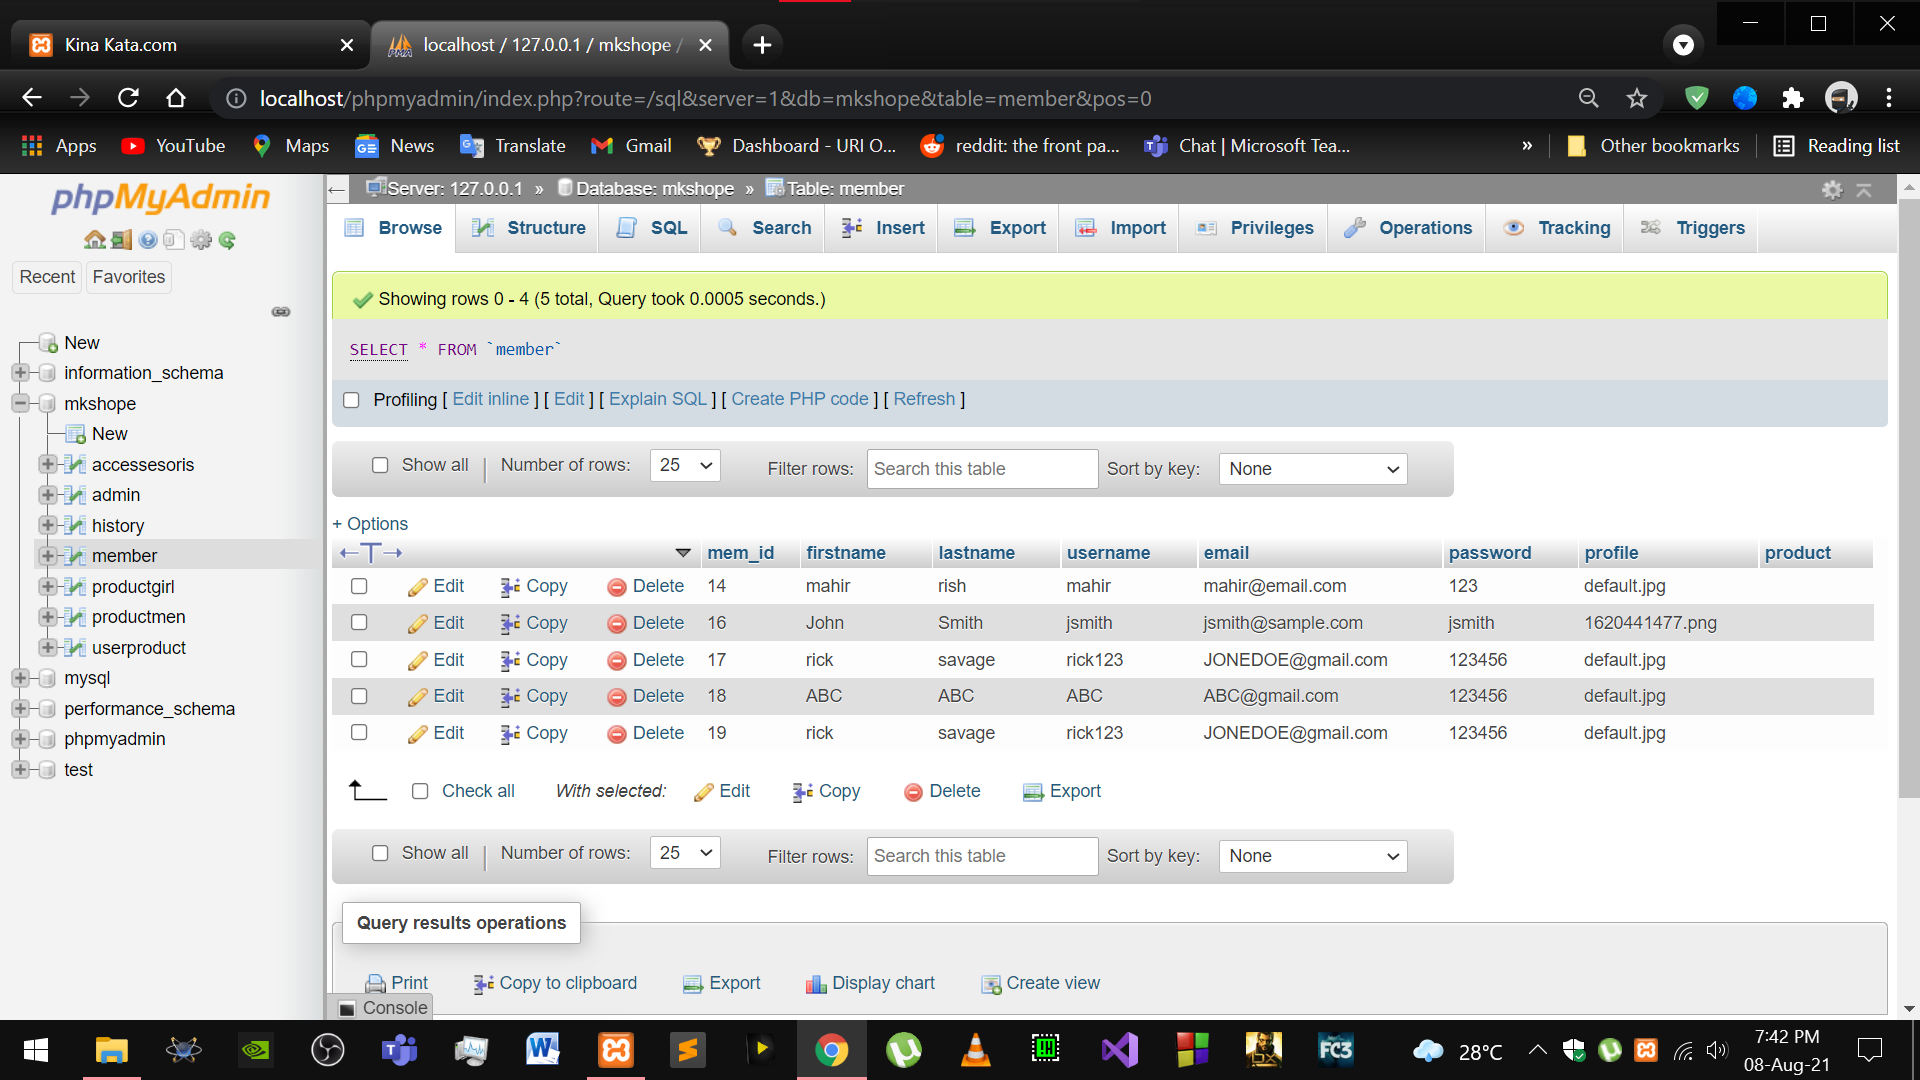 Kina Kata.com
localhost / 127.0.0.1 / mkshope /
localhost/phpmyadmin/index.php?route=/sql&server=1&db=mkshope&table=member&pos=0
Apps YouTube Maps News Translate Gmail Dashboard - URI O... reddit: the front pa... Chat | Microsoft Tea... » Other bookmarks Reading list
phpMyAdmin
Recent Favorites
New
information_schema
mkshope
New
accessesoris
admin
history
member
productgirl
productmen
userproduct
mysql
performance_schema
phpmyadmin
test
Server: 127.0.0.1 » Database: mkshope » Table: member
Browse Structure SQL Search Insert Export Import Privileges Operations Tracking Triggers
Showing rows 0 - 4 (5 total, Query took 0.0005 seconds.)
SELECT * FROM `member`
Profiling [ Edit inline ] [ Edit ] [ Explain SQL ] [ Create PHP code ] [ Refresh ]
Show all | Number of rows: 25 Filter rows: Search this table Sort by key: None
+ Options
mem_id firstname lastname username email password profile product
Edit Copy Delete 14 mahir rish mahir mahir@email.com 123 default.jpg
Edit Copy Delete 16 John Smith jsmith jsmith@sample.com jsmith 1620441477.png
Edit Copy Delete 17 rick savage rick123 JONEDOE@gmail.com 123456 default.jpg
Edit Copy Delete 18 ABC ABC ABC ABC@gmail.com 123456 default.jpg
Edit Copy Delete 19 rick savage rick123 JONEDOE@gmail.com 123456 default.jpg
Check all With selected: Edit Copy Delete Export
Show all | Number of rows: 25 Filter rows: Search this table Sort by key: None
Query results operations
Print Copy to clipboard Export Display chart Create view
Console
28°C
7:42 PM
08-Aug-21
FC3